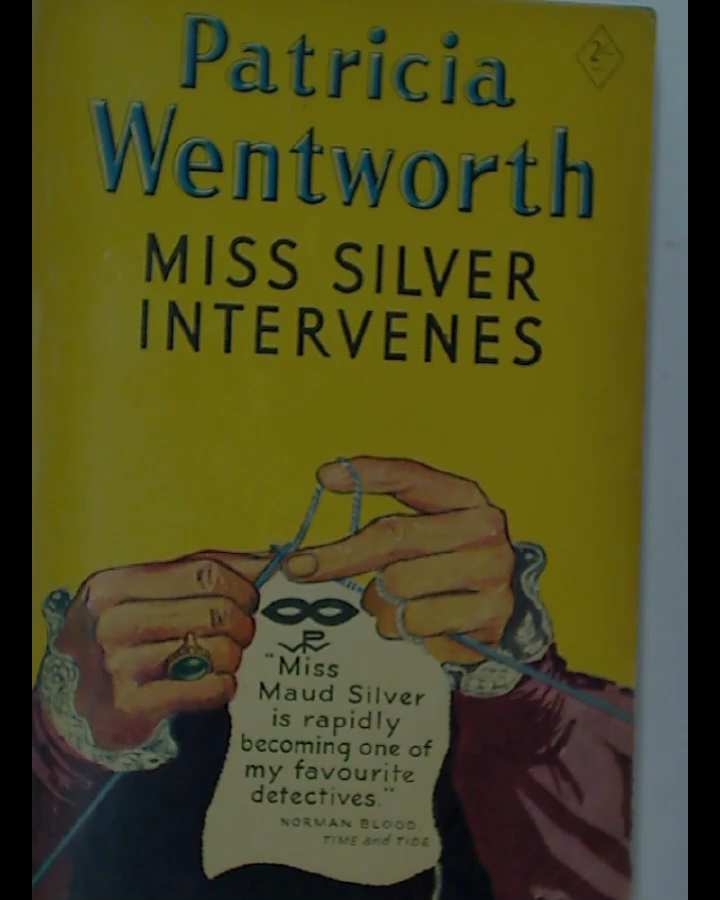 Patricia
Wentworth
MISS SILVER
INTERVENES
2/-
PW
"Miss
Maud Silver
is rapidly
becoming one of
my favourite
detectives."
NORMAN BLOOD
TIME and TIDE